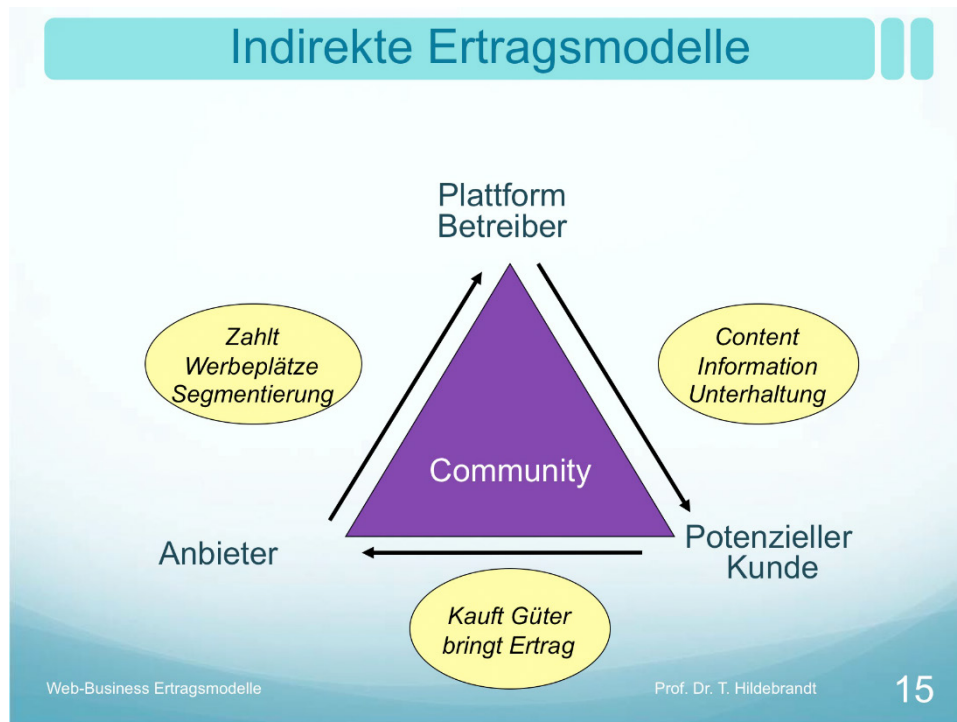 Indirekte Ertragsmodelle
Plattform
Betreiber
Zahlt
Werbeplätze
Segmentierung
Content
Information
Unterhaltung
Community
Anbieter
Potenzieller
Kunde
Kauft Güter
bringt Ertrag
Web-Business Ertragsmodelle
Prof. Dr. T. Hildebrandt
15